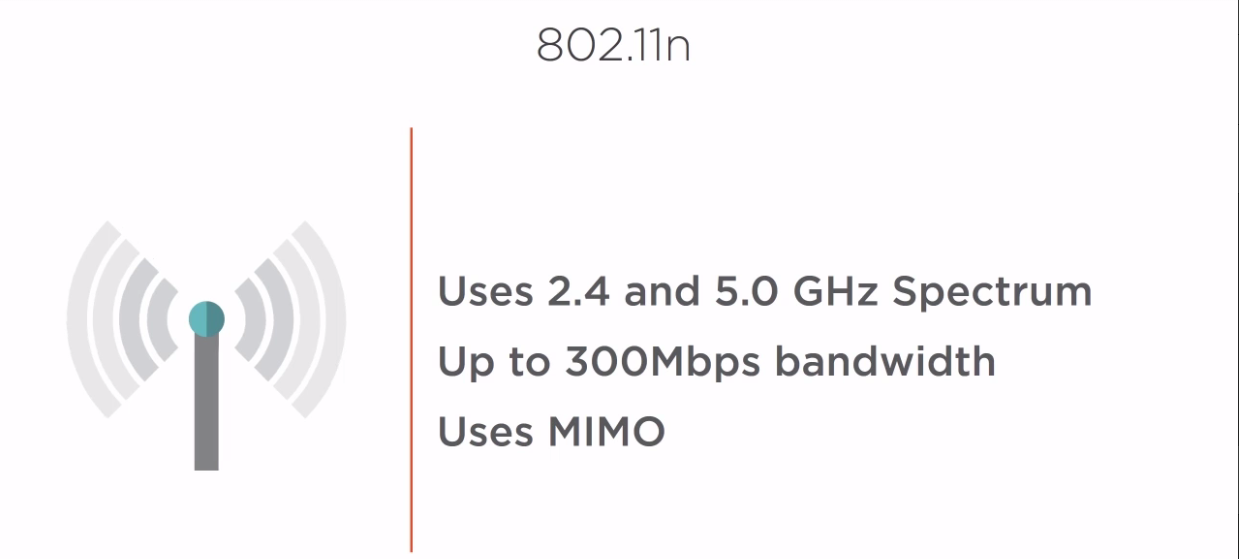 802.11n
Uses 2.4 and 5.0 GHz Spectrum
Up to 300Mbps bandwidth
Uses MIMO